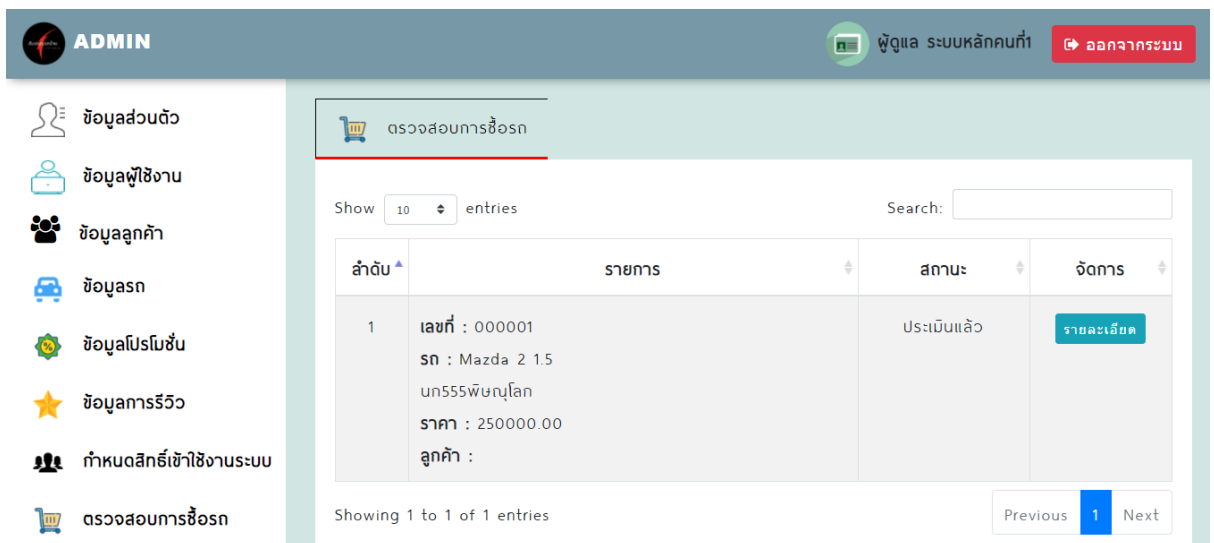 ADMIN
ผู้ดูแล ระบบหลักคนที่1
ออกจากระบบ
ข้อมูลส่วนตัว
ข้อมูลผู้ใช้งาน
ข้อมูลลูกค้า
ข้อมูลรถ
ข้อมูลโปรโมชั่น
ข้อมูลการรีวิว
กำหนดสิทธิ์เข้าใช้งานระบบ
ตรวจสอบการซื้อรถ
ตรวจสอบการซื้อรถ
Show 10 entries
Search:
ลำดับ รายการ สถานะ จัดการ
1 เลขที่ : 000001 ประเมินแล้ว รายละเอียด
รถ : Mazda 2 1.5
นก555พิษณุโลก
ราคา : 250000.00
ลูกค้า :
Showing 1 to 1 of 1 entries
Previous 1 Next